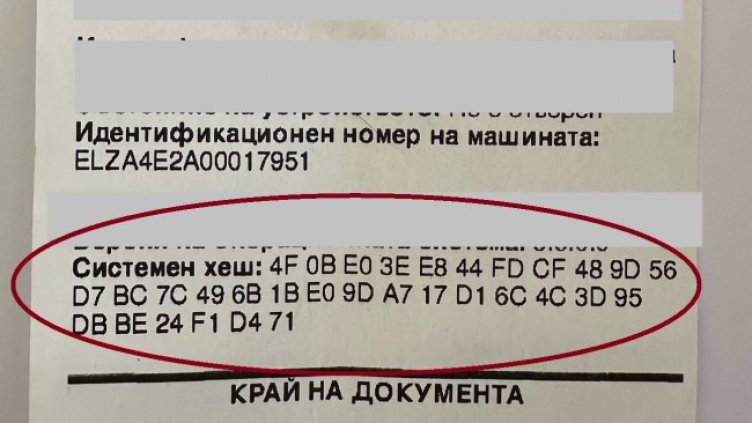 Идентификационен номер на машината:
ELZA4E2A00017951
Системен хеш: 4F 0B E0 3E E8 44 FD CF 48 9D 56
D7 BC 7C 49 6B 1B E0 9D A7 17 D1 6C 4C 3D 95
DB BE 24 F1 D4 71
КРАЙ НА ДОКУМЕНТА